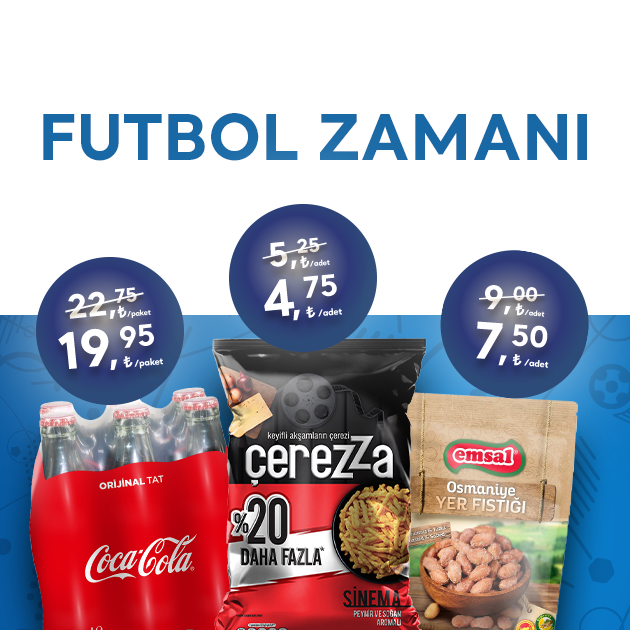 FUTBOL ZAMANI
22,75 ₺/paket
19,95 ₺/paket
5,25 ₺/adet
4,75 ₺/adet
9,00 ₺/adet
7,50 ₺/adet
ORİJİNAL TAT
Coca-Cola
keyifli akşamların çerezi
çerezza
%20
DAHA FAZLA*
SİNEMA
PEYNİR VE SOĞAN
AROMALI
emsal
Osmaniye
YER FISTIĞI